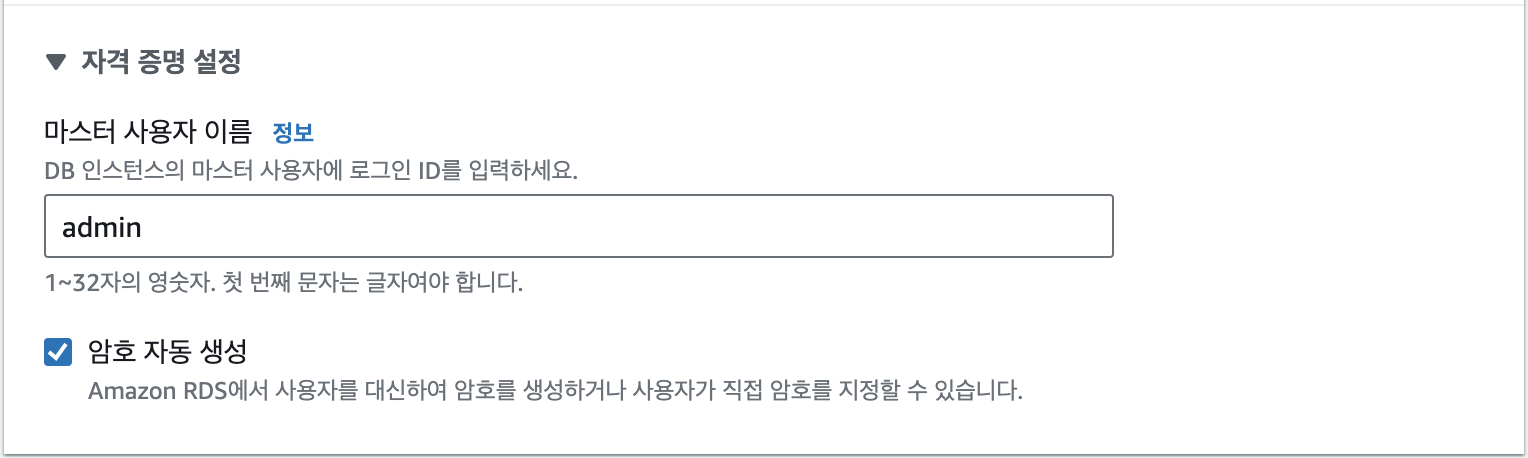 자격 증명 설정
마스터 사용자 이름 정보
DB 인스턴스의 마스터 사용자에 로그인 ID를 입력하세요.
admin
1~32자의 영숫자. 첫 번째 문자는 글자여야 합니다.
암호 자동 생성
Amazon RDS에서 사용자를 대신하여 암호를 생성하거나 사용자가 직접 암호를 지정할 수 있습니다.